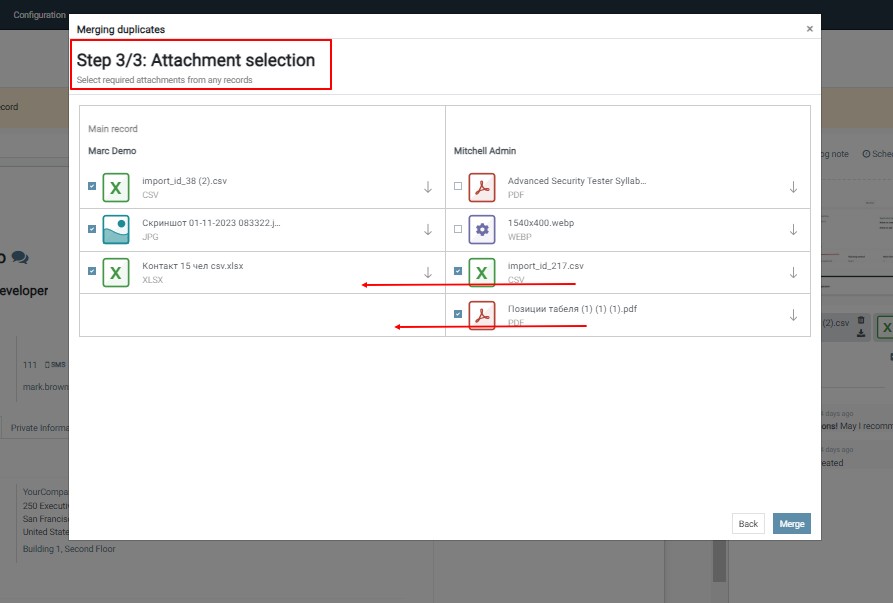 Configuration
Merging duplicates
×
Step 3/3: Attachment selection
Select required attachments from any records
Main record
Marc Demo
Mitchell Admin
import_id_38 (2).csv
CSV
Advanced Security Tester Syllab...
PDF
Скриншот 01-11-2023 083322.j...
JPG
1540x400.webp
WEBP
Контакт 15 чел csv.xlsx
XLSX
import_id_217.csv
CSV
Позиции табеля (1) (1) (1).pdf
PDF
Back
Merge
ecord
og note
Sche
eveloper
111
SMS
mark.brown
Private Informa
YourCompa
250 Executi
San Francis
United State
Building 1, Second Floor
(2).csv
days ago
ons! May I recomm
days ago
eated